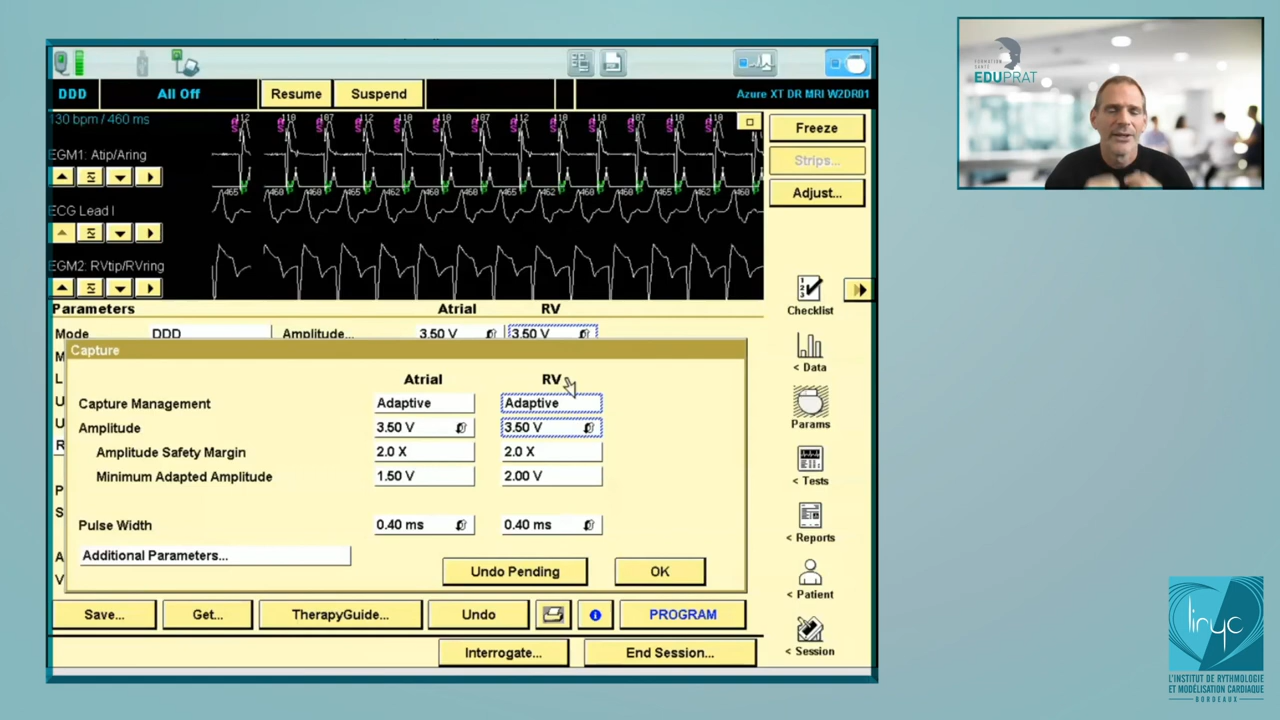 DDD All Off Resume Suspend Azure XT DR MRI W2DR01
130 bpm / 460 ms
Freeze
EGM1: Atip/Aring
Strips...
Adjust...
ECG Lead I
EGM2: RVtip/RVring
Parameters Atrial RV
Mode DDD Amplitude... 3.50 V 3.50 V
Capture
Atrial RV
Capture Management Adaptive Adaptive
Amplitude 3.50 V 3.50 V
Amplitude Safety Margin 2.0 X 2.0 X
Minimum Adapted Amplitude 1.50 V 2.00 V
Pulse Width 0.40 ms 0.40 ms
Additional Parameters...
Undo Pending OK
Save... Get... TherapyGuide... Undo PROGRAM
Interrogate... End Session...
Checklist
< Data
Params
< Tests
< Reports
< Patient
< Session
FORMATION
SANTÉ
EDUPRAT
liryc
L'INSTITUT DE RYTHMOLOGIE
ET MODÉLISATION CARDIAQUE
BORDEAUX